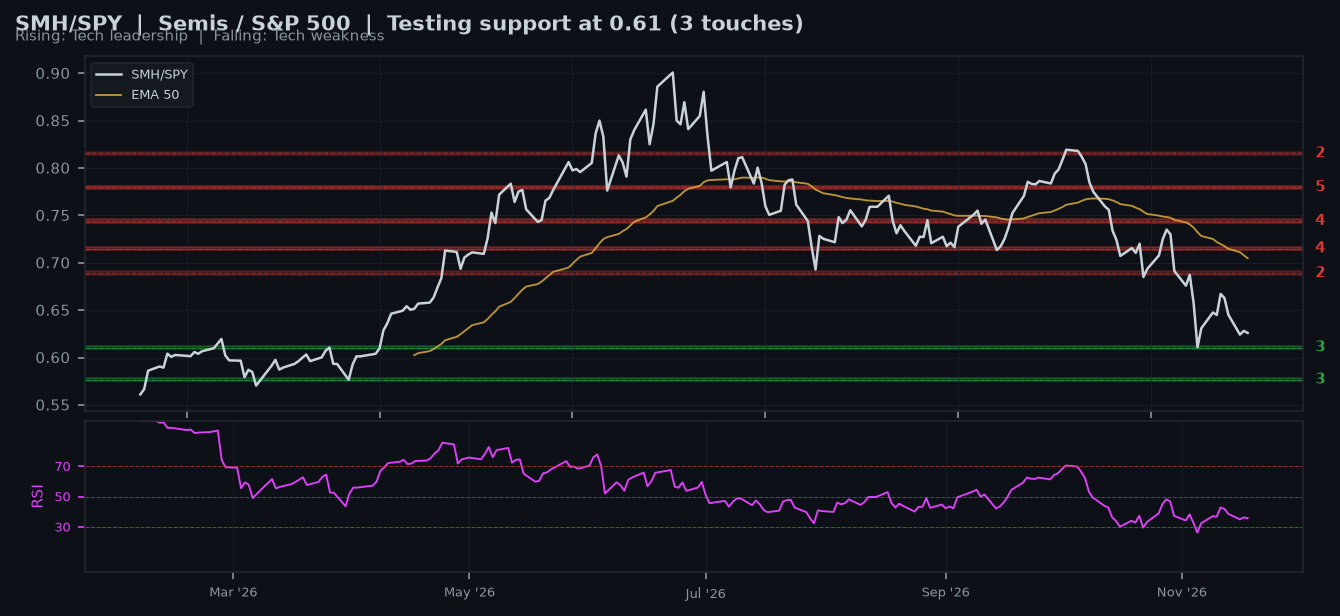 SMH/SPY | Semis / S&P 500 | Testing support at 0.61 (3 touches)
Rising: Tech leadership | Falling: Tech weakness
SMH/SPY
EMA 50
0.90
0.85
0.80
0.75
0.70
0.65
0.60
0.55
2
5
4
4
2
3
3
RSI
70
50
30
Mar '26
May '26
Jul '26
Sep '26
Nov '26